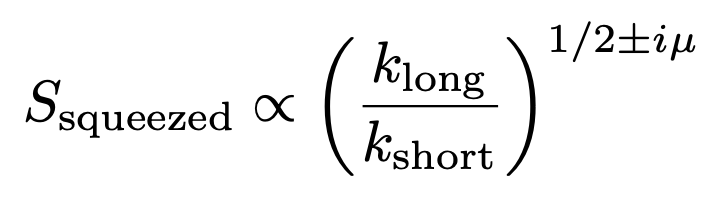 S_squeezed ∝ (k_long / k_short)^{1/2±iμ}